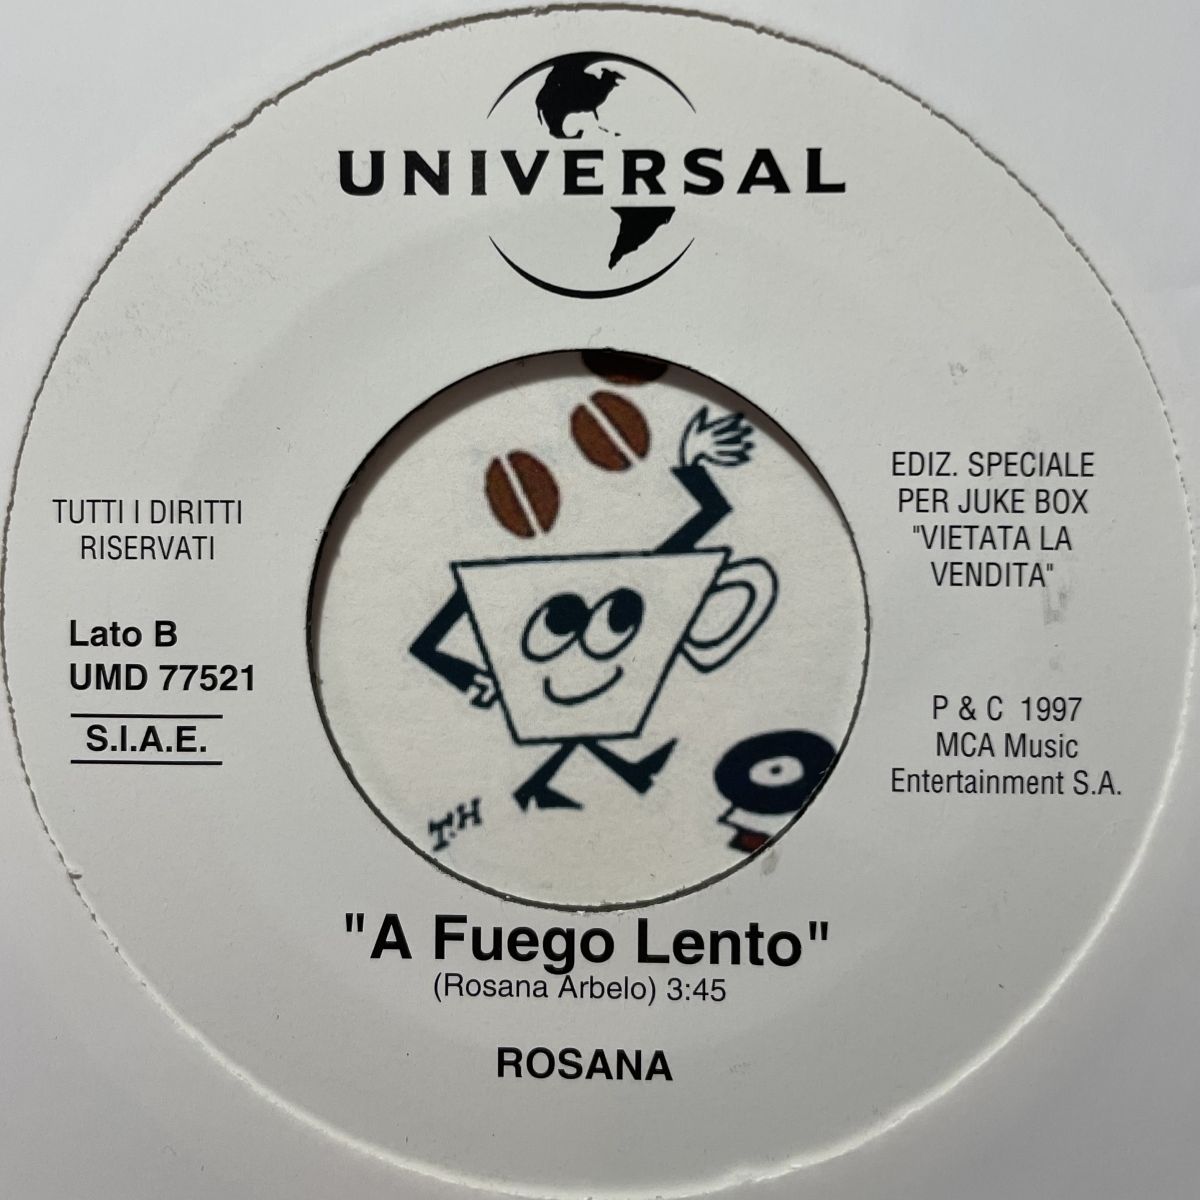 UNIVERSAL
TUTTI I DIRITTI
RISERVATI
Lato B
UMD 77521
S.I.A.E.
EDIZ. SPECIALE
PER JUKE BOX
"VIETATA LA
VENDITA"
P & C 1997
MCA Music
Entertainment S.A.
TH
"A Fuego Lento"
(Rosana Arbelo) 3:45
ROSANA